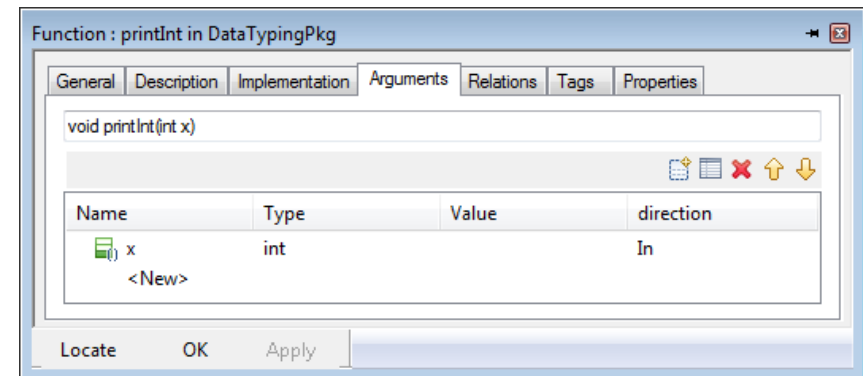 Function : printInt in DataTypingPkg
General Description Implementation Arguments Relations Tags Properties
void printInt(int x)
Name Type Value direction
x int In
<New>
Locate OK Apply